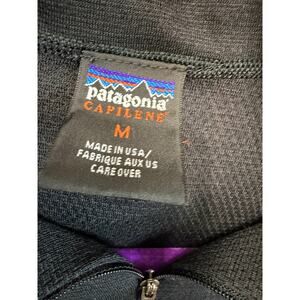 patagonia®
CAPILENE®
M
MADE IN USA/
FABRIQUE AUX US
CARE OVER